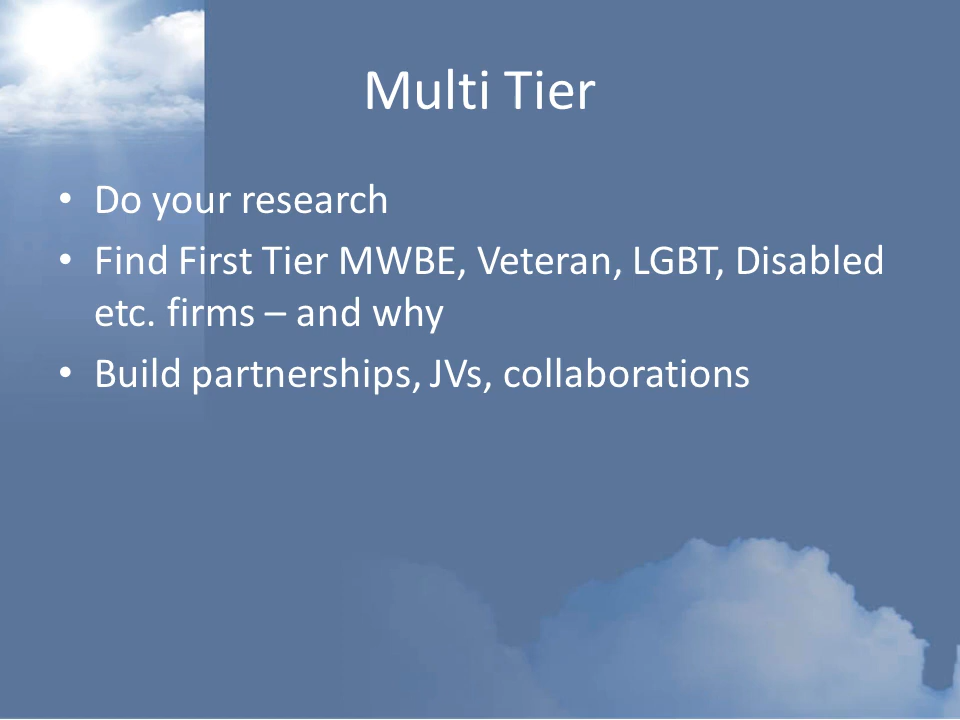 Multi Tier
• Do your research
• Find First Tier MWBE, Veteran, LGBT, Disabled
etc. firms – and why
• Build partnerships, JVs, collaborations